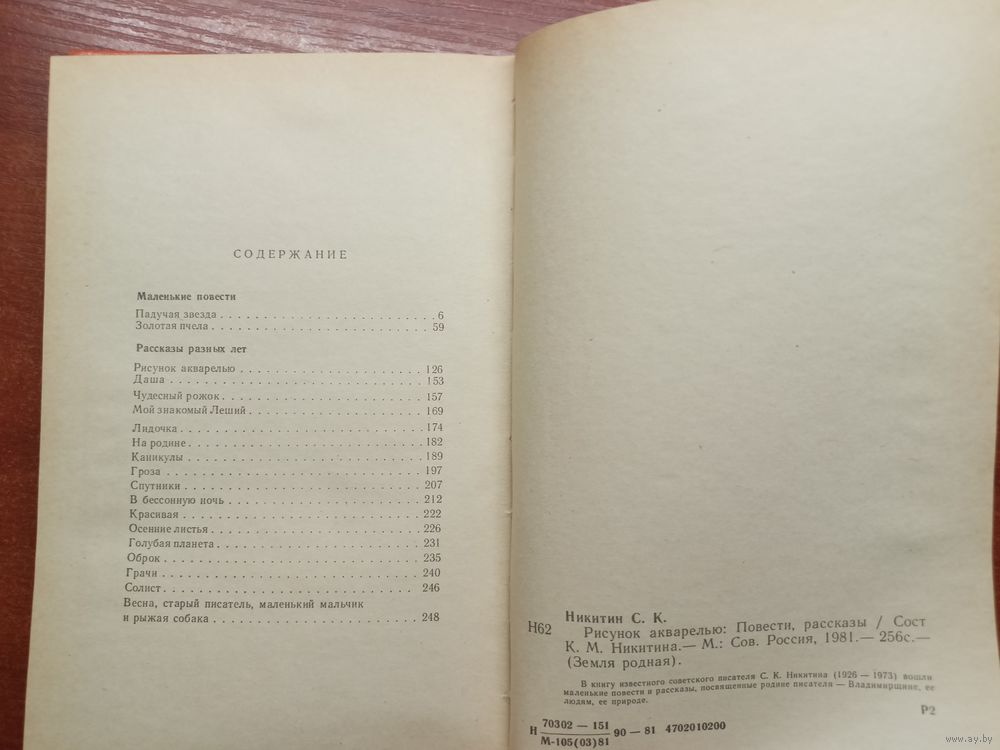 СОДЕРЖАНИЕ
Маленькие повести
Падучая звезда . . . . . . . . . . . . . . . . . . . . . . . . . 6
Золотая пчела . . . . . . . . . . . . . . . . . . . . . . . . . 59
Рассказы разных лет
Рисунок акварелью . . . . . . . . . . . . . . . . . . . . 126
Даша . . . . . . . . . . . . . . . . . . . . . . . . . . . . 153
Чудесный рожок . . . . . . . . . . . . . . . . . . . . . . 157
Мой знакомый Леший . . . . . . . . . . . . . . . . . . . . 169
Лидочка . . . . . . . . . . . . . . . . . . . . . . . . . . 174
На родине . . . . . . . . . . . . . . . . . . . . . . . . . 182
Каникулы . . . . . . . . . . . . . . . . . . . . . . . . . 189
Гроза . . . . . . . . . . . . . . . . . . . . . . . . . . . 197
Спутники . . . . . . . . . . . . . . . . . . . . . . . . . 207
В бессонную ночь . . . . . . . . . . . . . . . . . . . . . 212
Красивая . . . . . . . . . . . . . . . . . . . . . . . . . 222
Осенние листья . . . . . . . . . . . . . . . . . . . . . . 226
Голубая планета . . . . . . . . . . . . . . . . . . . . . . 231
Оброк . . . . . . . . . . . . . . . . . . . . . . . . . . . 235
Грачи . . . . . . . . . . . . . . . . . . . . . . . . . . . 240
Солист . . . . . . . . . . . . . . . . . . . . . . . . . . 246
Весна, старый писатель, маленький мальчик
и рыжая собака . . . . . . . . . . . . . . . . . . . . . . 248
Никитин С. К.
Н62 Рисунок акварелью: Повести, рассказы / Сост
К. М. Никитина.— М.: Сов. Россия, 1981.— 256с.—
(Земля родная).
В книгу известного советского писателя С. К. Никитина (1926 — 1973) вошли
маленькие повести и рассказы, посвященные родине писателя — Владимирщине, ее
людям, ее природе.
Р2
70302 — 151
Н 90 — 81 4702010200
М-105(03)81
www.ay.by